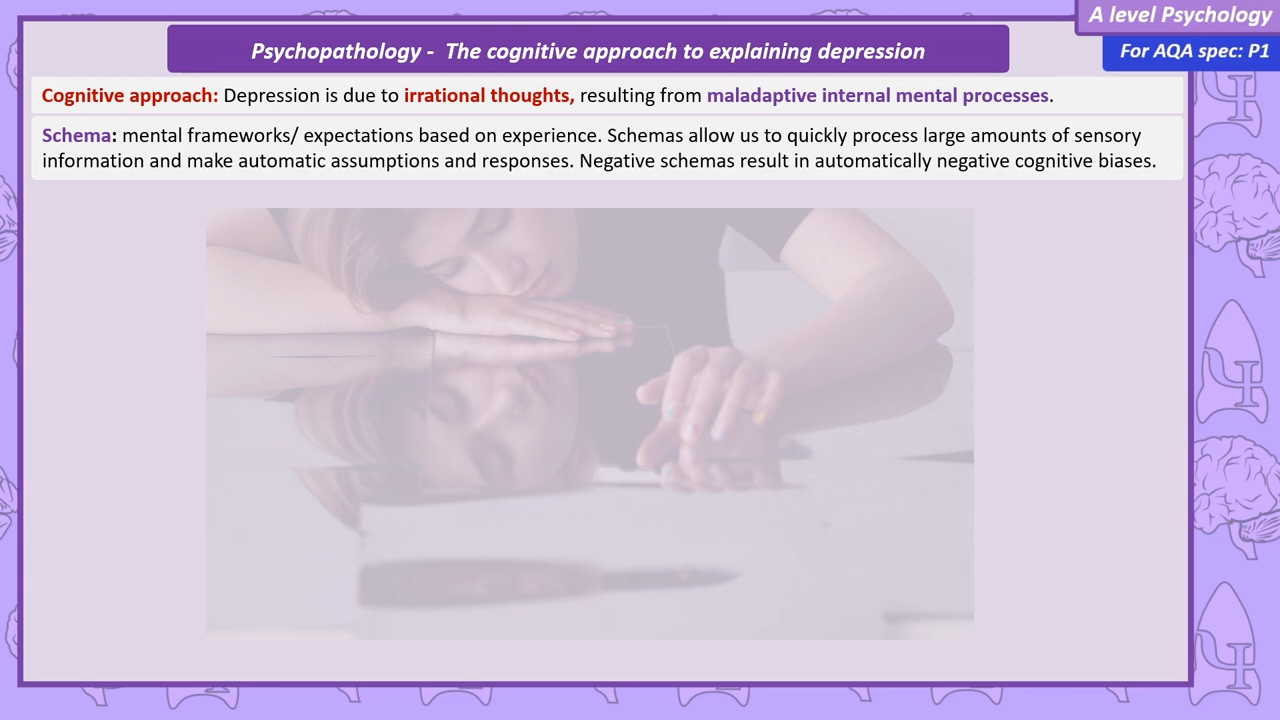 A level Psychology
Psychopathology - The cognitive approach to explaining depression
For AQA spec: P1
Cognitive approach: Depression is due to irrational thoughts, resulting from maladaptive internal mental processes.
Schema: mental frameworks/ expectations based on experience. Schemas allow us to quickly process large amounts of sensory
information and make automatic assumptions and responses. Negative schemas result in automatically negative cognitive biases.